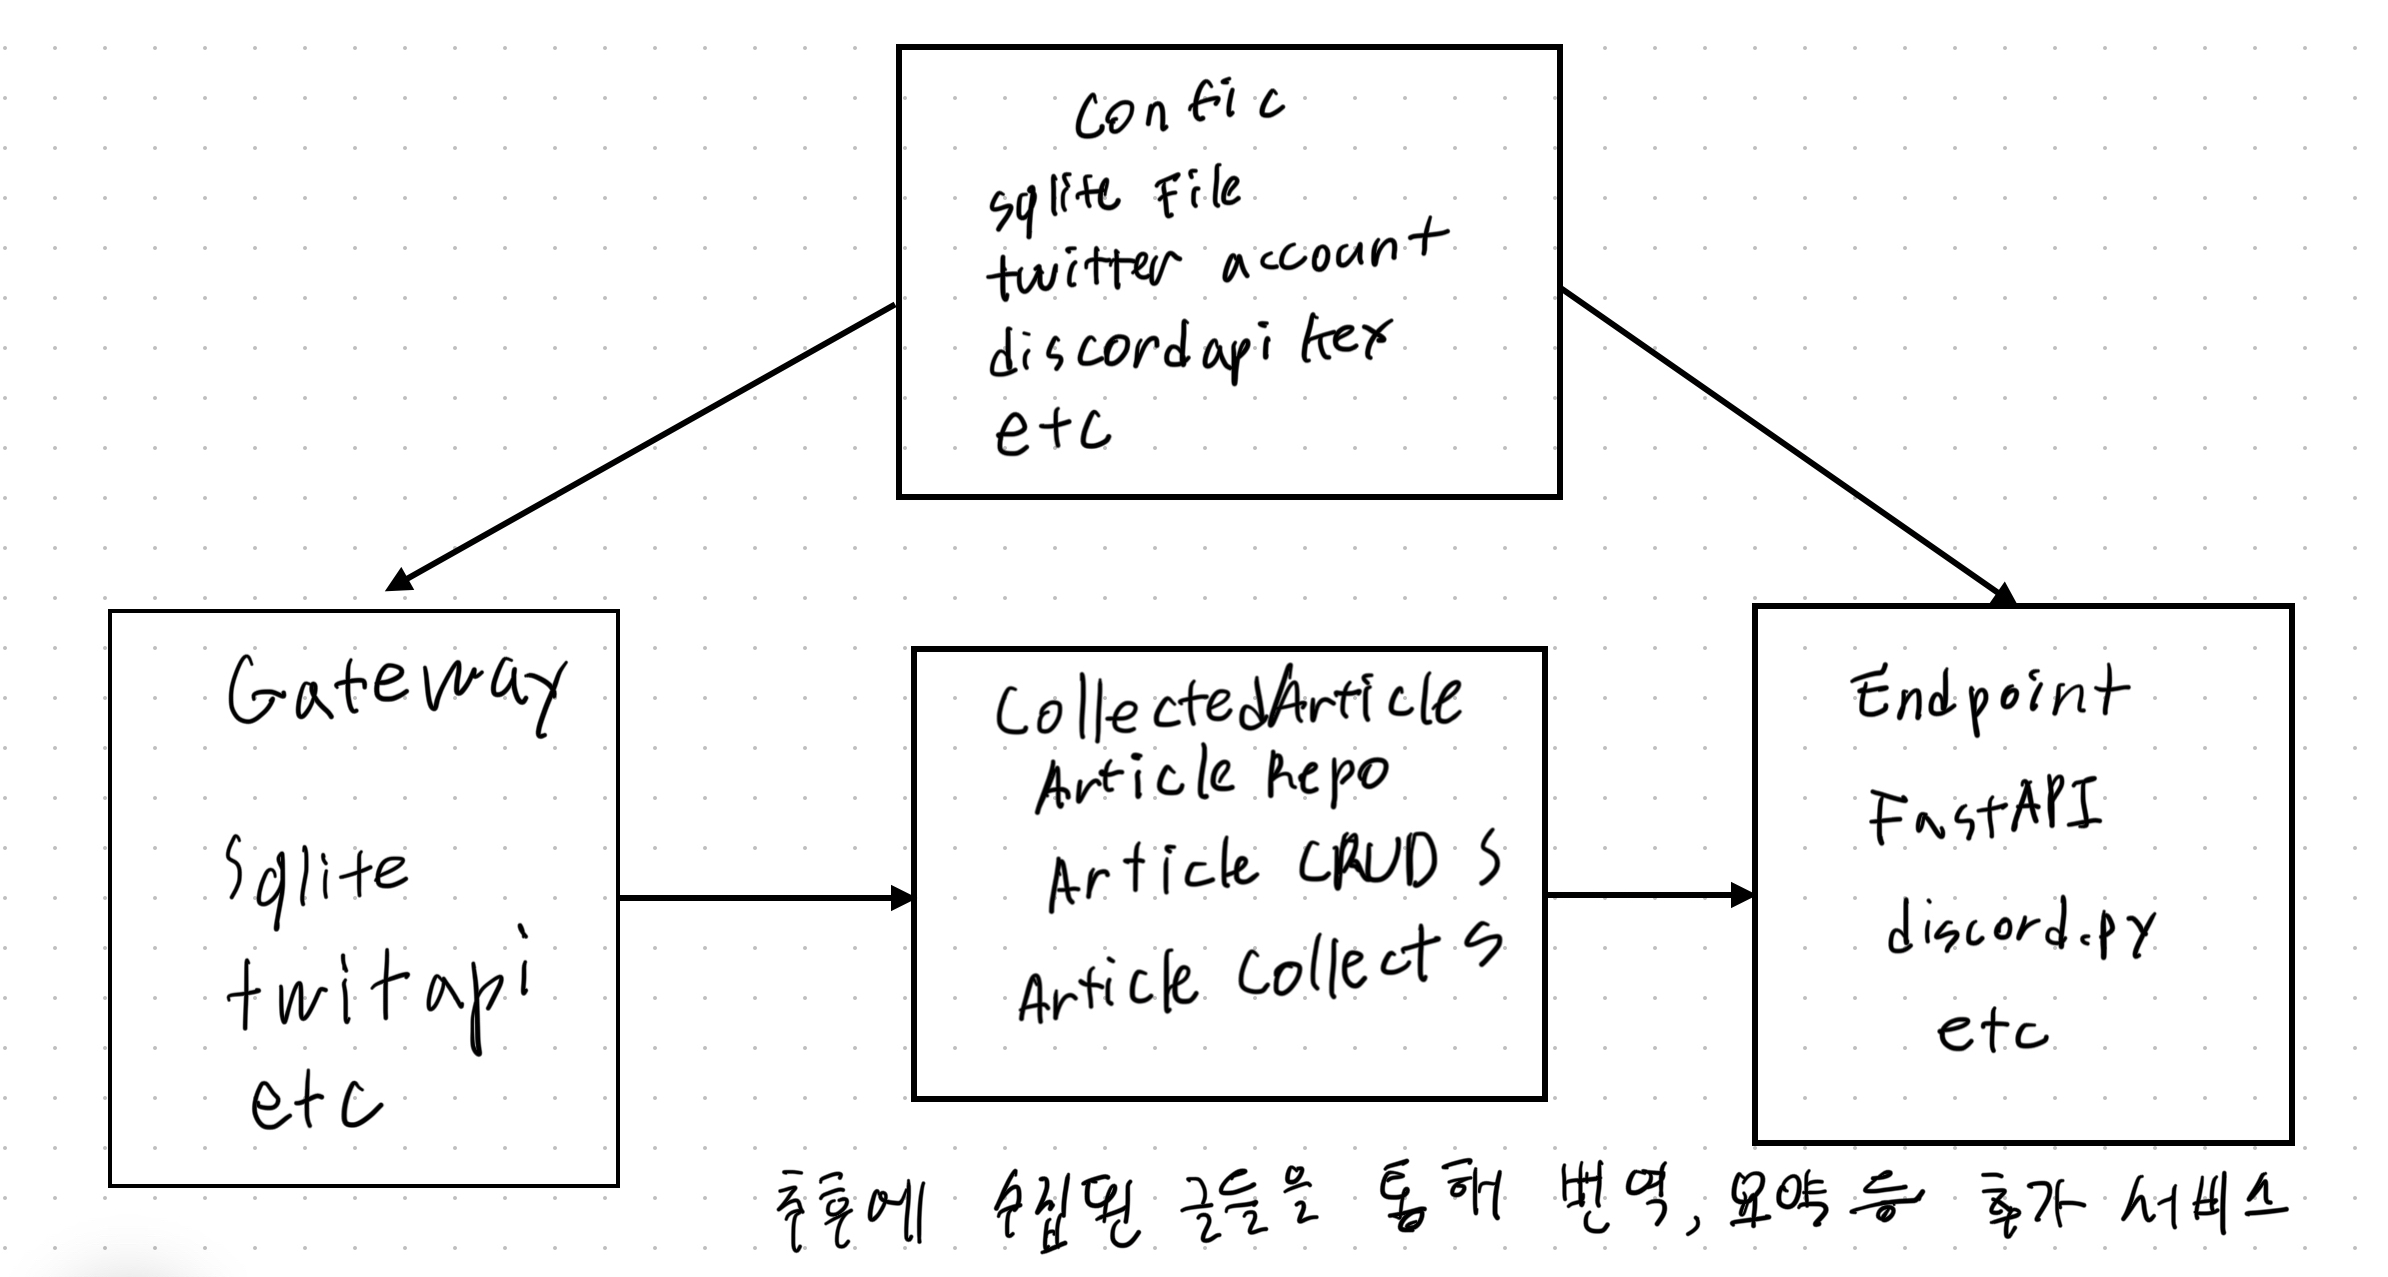 Confic
sqlite File
twitter account
discordapi key
etc
Gateway
Sqlite
twitapi
etc
CollectedArticle
Article Repo
Article CRUD S
Article Collect S
Endpoint
FastAPI
discord.py
etc
추후에 수집된 글들을 통해 번역, 요약 등 추가 서베스